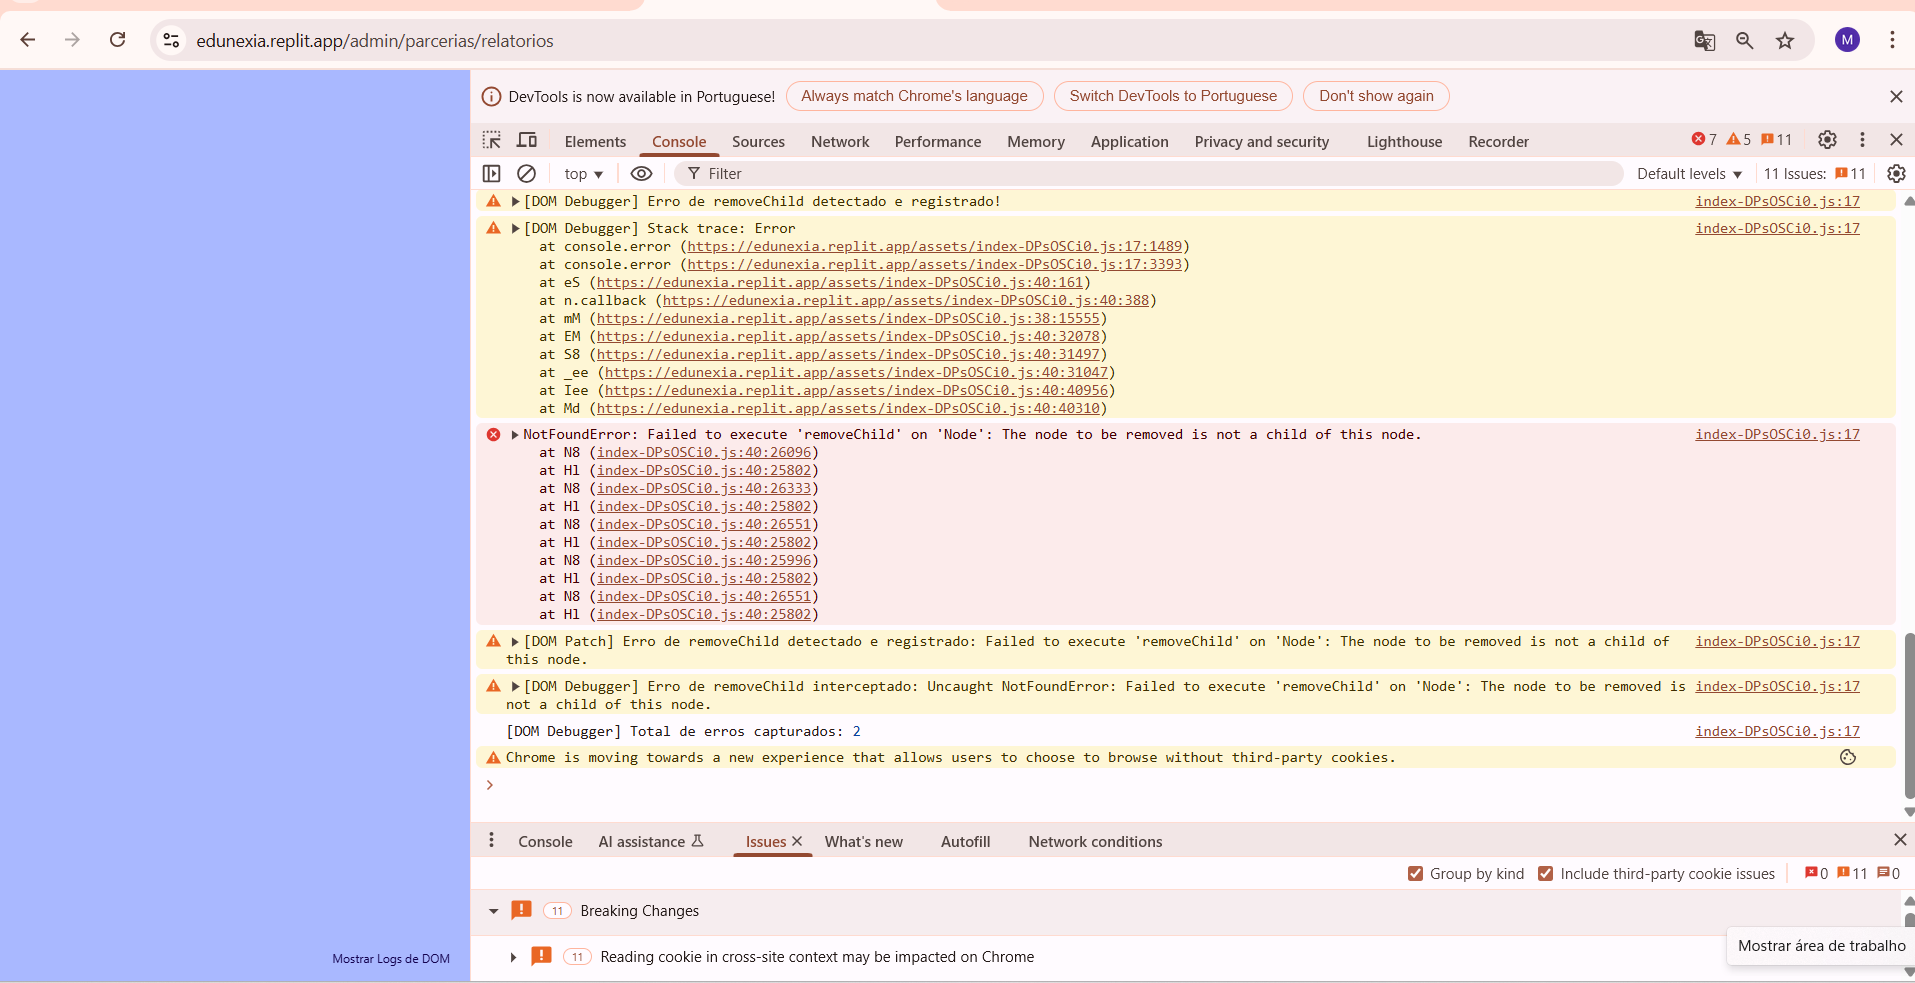 edunexia.replit.app/admin/parcerias/relatorios
M
DevTools is now available in Portuguese!
Always match Chrome's language
Switch DevTools to Portuguese
Don't show again
Elements
Console
Sources
Network
Performance
Memory
Application
Privacy and security
Lighthouse
Recorder
7
5
11
top
Filter
Default levels
11 Issues:
11
[DOM Debugger] Erro de removeChild detectado e registrado!
index-DPsOSCi0.js:17
[DOM Debugger] Stack trace: Error
index-DPsOSCi0.js:17
at console.error (https://edunexia.replit.app/assets/index-DPsOSCi0.js:17:1489)
at console.error (https://edunexia.replit.app/assets/index-DPsOSCi0.js:17:3393)
at eS (https://edunexia.replit.app/assets/index-DPsOSCi0.js:40:161)
at n.callback (https://edunexia.replit.app/assets/index-DPsOSCi0.js:40:388)
at mM (https://edunexia.replit.app/assets/index-DPsOSCi0.js:38:15555)
at EM (https://edunexia.replit.app/assets/index-DPsOSCi0.js:40:32078)
at S8 (https://edunexia.replit.app/assets/index-DPsOSCi0.js:40:31497)
at _ee (https://edunexia.replit.app/assets/index-DPsOSCi0.js:40:31047)
at Iee (https://edunexia.replit.app/assets/index-DPsOSCi0.js:40:40956)
at Md (https://edunexia.replit.app/assets/index-DPsOSCi0.js:40:40310)
NotFoundError: Failed to execute 'removeChild' on 'Node': The node to be removed is not a child of this node.
index-DPsOSCi0.js:17
at N8 (index-DPsOSCi0.js:40:26096)
at Hl (index-DPsOSCi0.js:40:25802)
at N8 (index-DPsOSCi0.js:40:26333)
at Hl (index-DPsOSCi0.js:40:25802)
at N8 (index-DPsOSCi0.js:40:26551)
at Hl (index-DPsOSCi0.js:40:25802)
at N8 (index-DPsOSCi0.js:40:25996)
at Hl (index-DPsOSCi0.js:40:25802)
at N8 (index-DPsOSCi0.js:40:26551)
at Hl (index-DPsOSCi0.js:40:25802)
[DOM Patch] Erro de removeChild detectado e registrado: Failed to execute 'removeChild' on 'Node': The node to be removed is not a child of
index-DPsOSCi0.js:17
this node.
[DOM Debugger] Erro de removeChild interceptado: Uncaught NotFoundError: Failed to execute 'removeChild' on 'Node': The node to be removed is
index-DPsOSCi0.js:17
not a child of this node.
[DOM Debugger] Total de erros capturados: 2
index-DPsOSCi0.js:17
Chrome is moving towards a new experience that allows users to choose to browse without third-party cookies.
Console
AI assistance
Issues
What's new
Autofill
Network conditions
Group by kind
Include third-party cookie issues
0
11
0
11
Breaking Changes
11
Reading cookie in cross-site context may be impacted on Chrome
Mostrar Logs de DOM
Mostrar área de trabalho